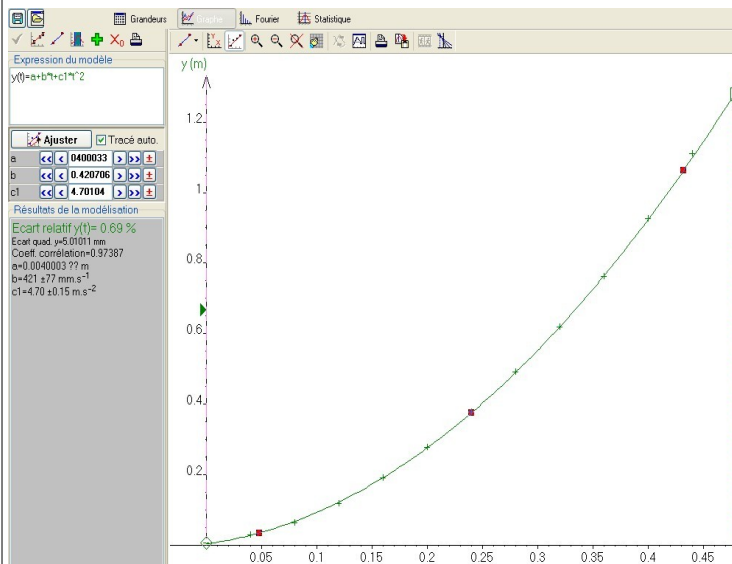 Grandeurs
Graphe
Fourier
Statistique
Expression du modèle
y(t)=a+b*t+c1*t^2
Ajuster
Tracé auto.
a
0400033
b
0.420706
c1
4.70104
Résultats de la modélisation
Ecart relatif y(t)= 0.69 %
Ecart quad. y=5.01011 mm
Coeff. corrélation=0.97387
a=0.0040003 ?? m
b=421 ±77 mm.s⁻¹
c1=4.70 ±0.15 m.s⁻²
y (m)
1.2
1.
0.8
0.6
0.4
0.2
0.05 0.1 0.15 0.2 0.25 0.3 0.35 0.4 0.45